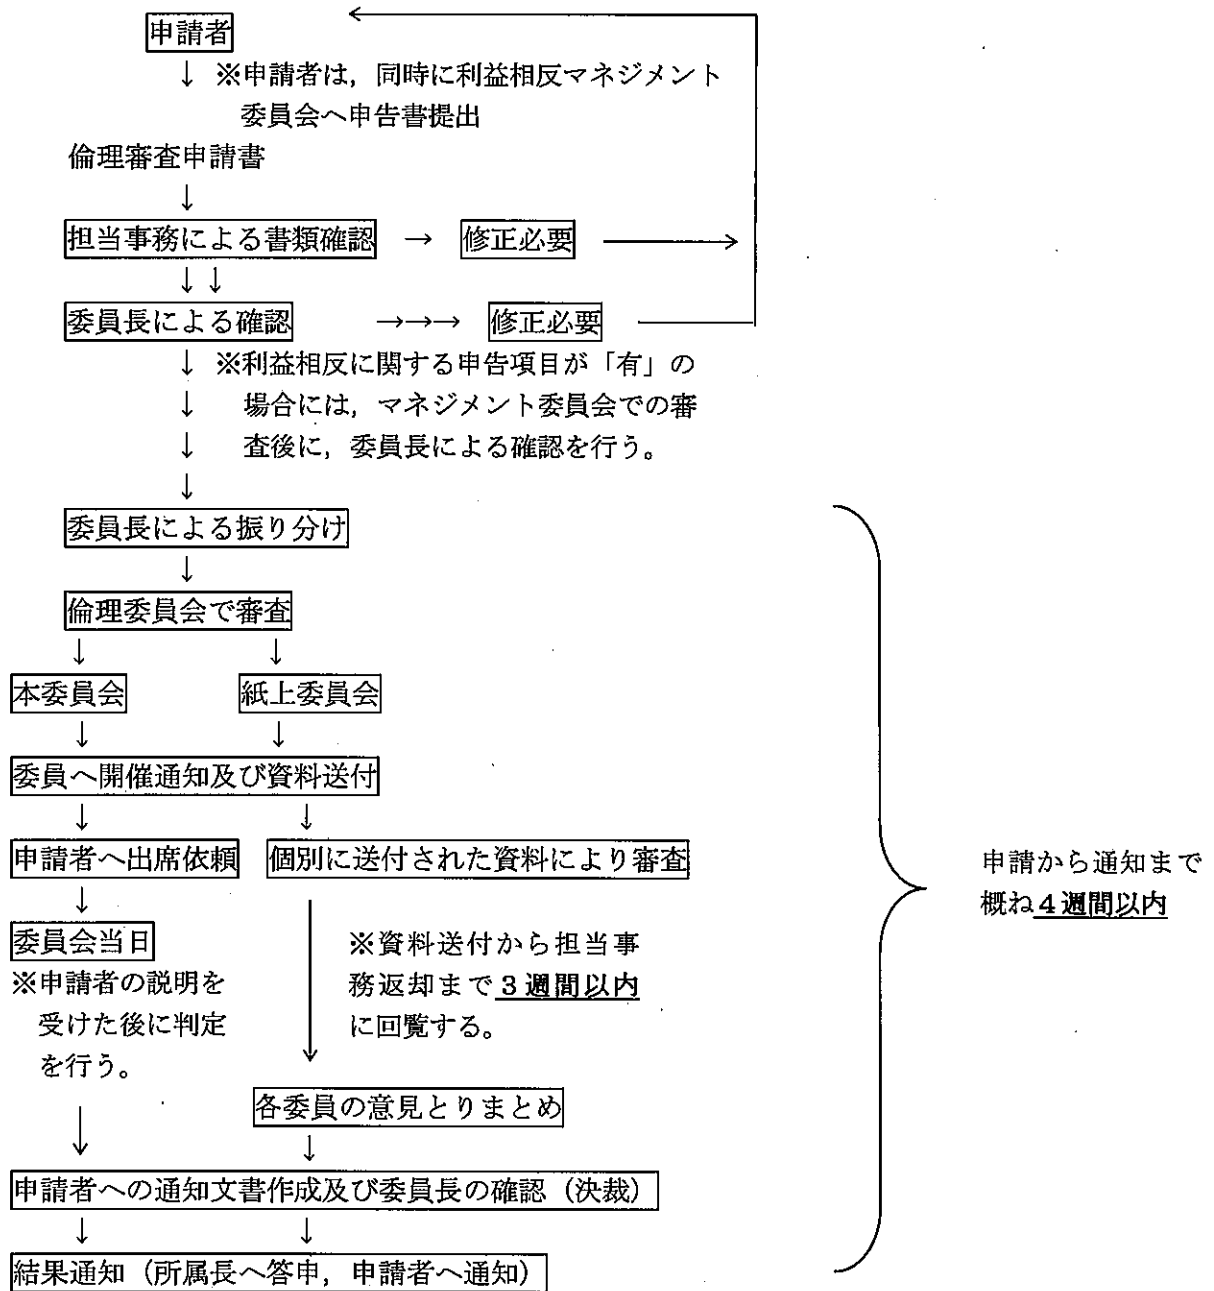 申請者
↓ ※申請者は，同時に利益相反マネジメント
委員会へ申告書提出
倫理審査申請書
↓
担当事務による書類確認 → 修正必要
↓ ↓
委員長による確認 →→→ 修正必要
↓ ※利益相反に関する申告項目が「有」の
↓ 場合には，マネジメント委員会での審
↓ 査後に，委員長による確認を行う。
↓
委員長による振り分け
↓
倫理委員会で審査
↓ ↓
本委員会 紙上委員会
↓ ↓
委員へ開催通知及び資料送付
↓ ↓
申請者へ出席依頼 個別に送付された資料により審査
↓
委員会当日
※申請者の説明を
受けた後に判定
を行う。
※資料送付から担当事
務返却まで３週間以内
に回覧する。
各委員の意見とりまとめ
↓
申請者への通知文書作成及び委員長の確認（決裁）
↓ ↓
結果通知（所属長へ答申，申請者へ通知）
申請から通知まで
概ね４週間以内